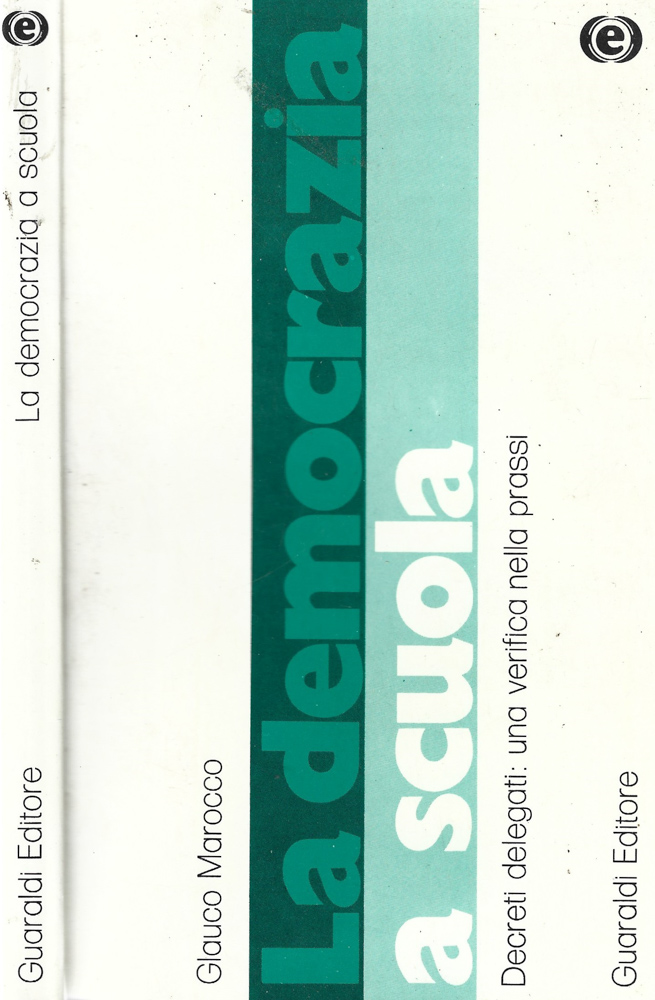 Guaraldi Editore La democrazia a scuola e
Glauco Marocco
La democrazia
a scuola
Decreti delegati: una verifica nella prassi
Guaraldi Editore e